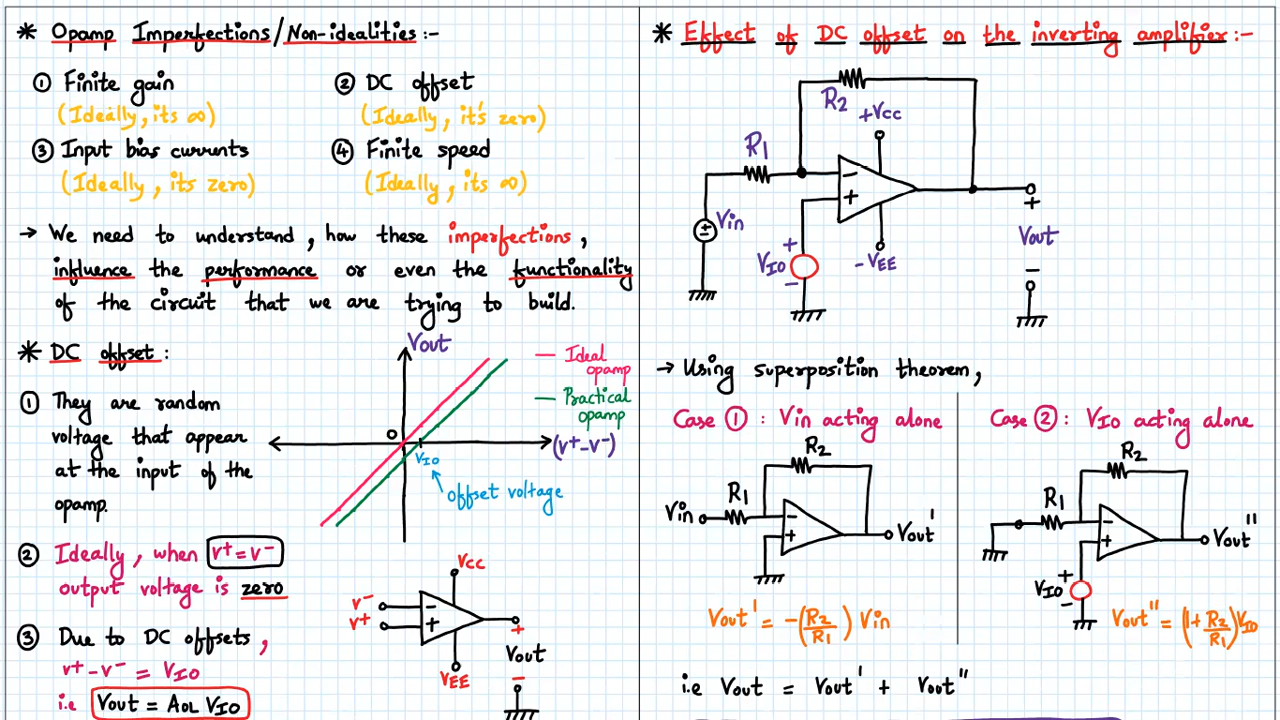 * Opamp Imperfections/Non-idealities :-
① Finite gain
(Ideally, its ∞)
② DC offset
(Ideally, it's zero)
③ Input bias currents
(Ideally, its zero)
④ Finite speed
(Ideally, its ∞)
→ We need to understand, how these imperfections,
influence the performance or even the functionality
of the circuit that we are trying to build.
* DC offset :
① They are random
voltage that appear
at the input of the
opamp.
Vout
O
VIO
(v⁺-v⁻)
— Ideal
opamp
— Practical
opamp
Offset voltage
② Ideally, when v⁺=v⁻
output voltage is zero
③ Due to DC offsets,
v⁺-v⁻ = VIO
i.e Vout = AOL VIO
VCC
v⁻
v⁺
-
+
VEE
+
Vout
-
* Effect of DC offset on the inverting amplifier :-
R2
+VCC
R1
-
+
Vin
+
VIO
-
-VEE
+
Vout
-
→ Using superposition theorem,
Case ① : Vin acting alone
R2
R1
Vin
-
+
Vout'
Vout' = -(R2/R1) Vin
Case ② : VIO acting alone
R2
R1
-
+
Vout''
+
VIO
-
Vout'' = (1+R2/R1)VIO
i.e Vout = Vout' + Vout''